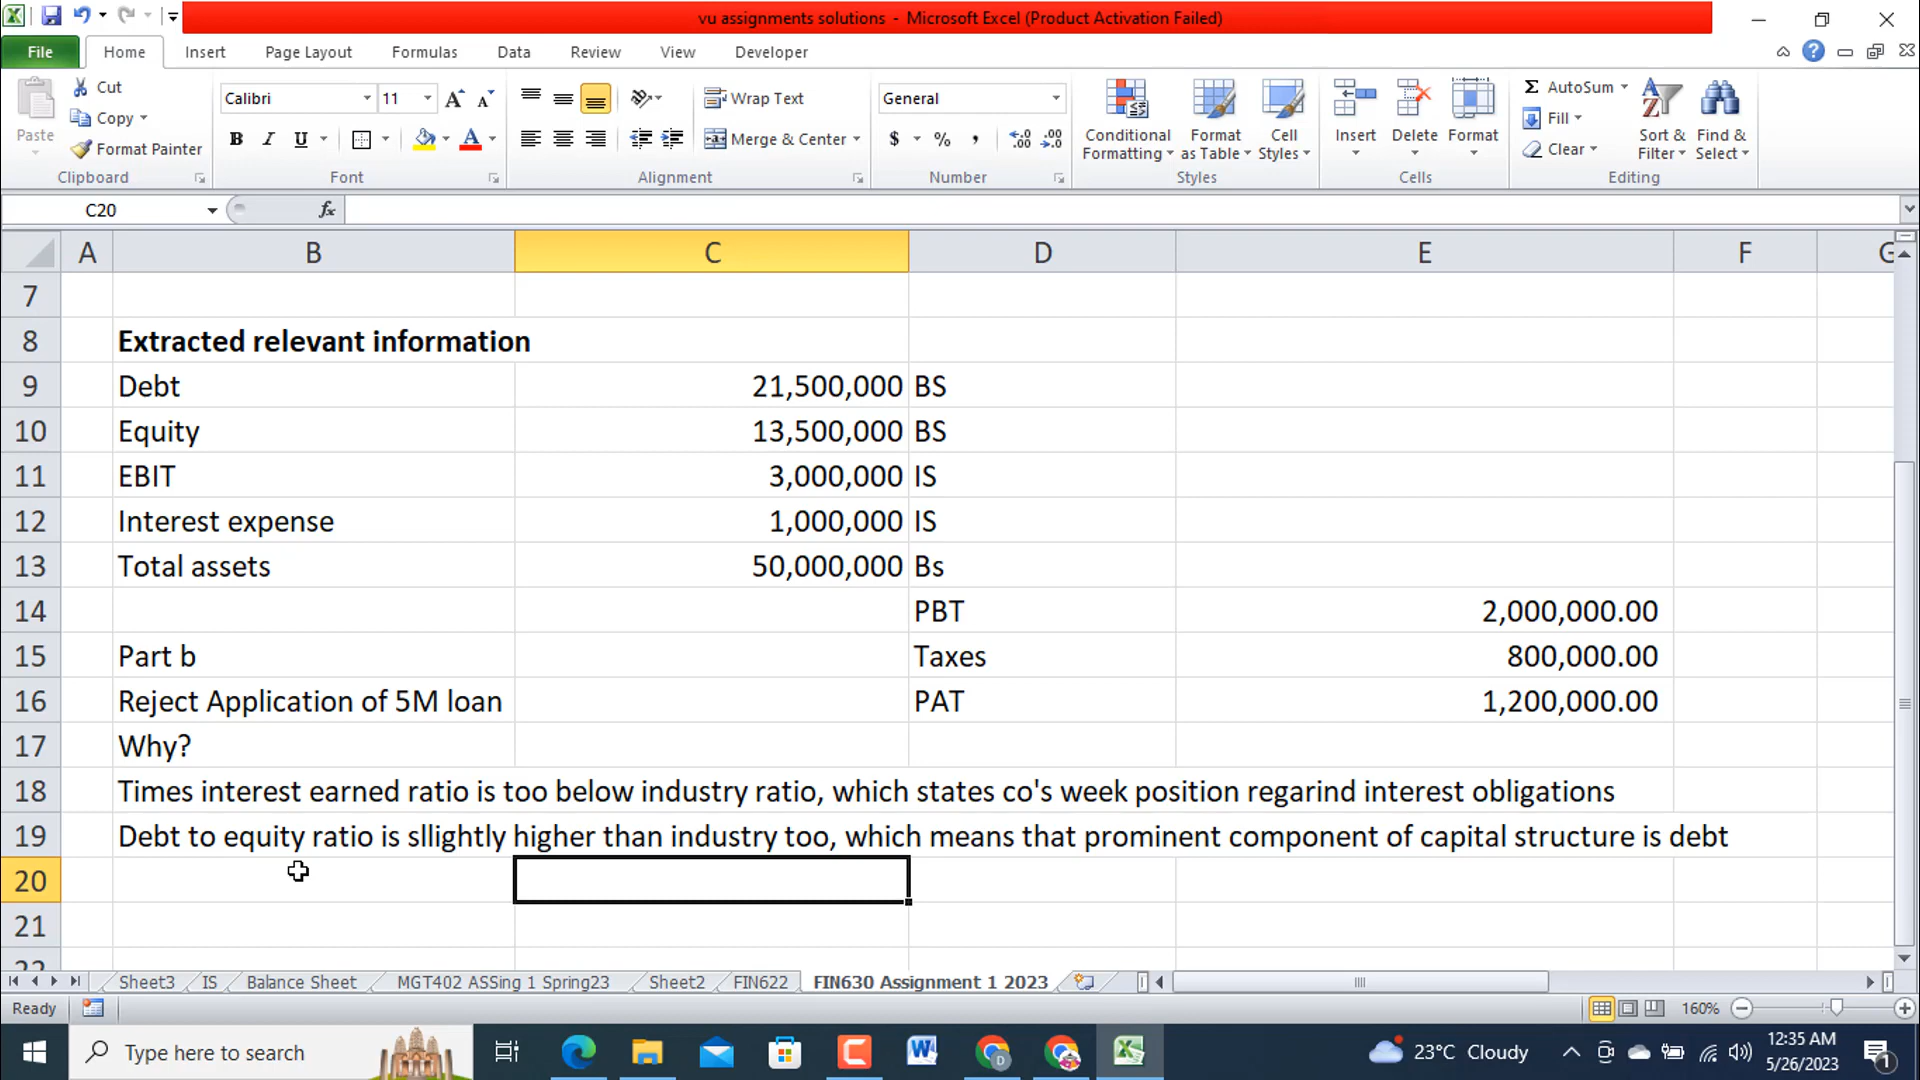 vu assignments solutions - Microsoft Excel (Product Activation Failed)
File Home Insert Page Layout Formulas Data Review View Developer
Paste
Cut
Copy
Format Painter
Clipboard
Calibri 11
B I U
Font
Wrap Text
Merge & Center
Alignment
General
$ % ,
Number
Conditional Formatting
Format as Table
Cell Styles
Styles
Insert Delete Format
Cells
Σ AutoSum
Fill
Clear
Sort & Filter
Find & Select
Editing
C20 fx
A B C D E F G
7
8 Extracted relevant information
9 Debt 21,500,000 BS
10 Equity 13,500,000 BS
11 EBIT 3,000,000 IS
12 Interest expense 1,000,000 IS
13 Total assets 50,000,000 Bs
14 PBT 2,000,000.00
15 Part b Taxes 800,000.00
16 Reject Application of 5M loan PAT 1,200,000.00
17 Why?
18 Times interest earned ratio is too below industry ratio, which states co's week position regarind interest obligations
19 Debt to equity ratio is sllightly higher than industry too, which means that prominent component of capital structure is debt
20
21
22
Sheet3 IS Balance Sheet MGT402 ASSing 1 Spring23 Sheet2 FIN622 FIN630 Assignment 1 2023
Ready 160%
Type here to search
23°C Cloudy
12:35 AM
5/26/2023
1